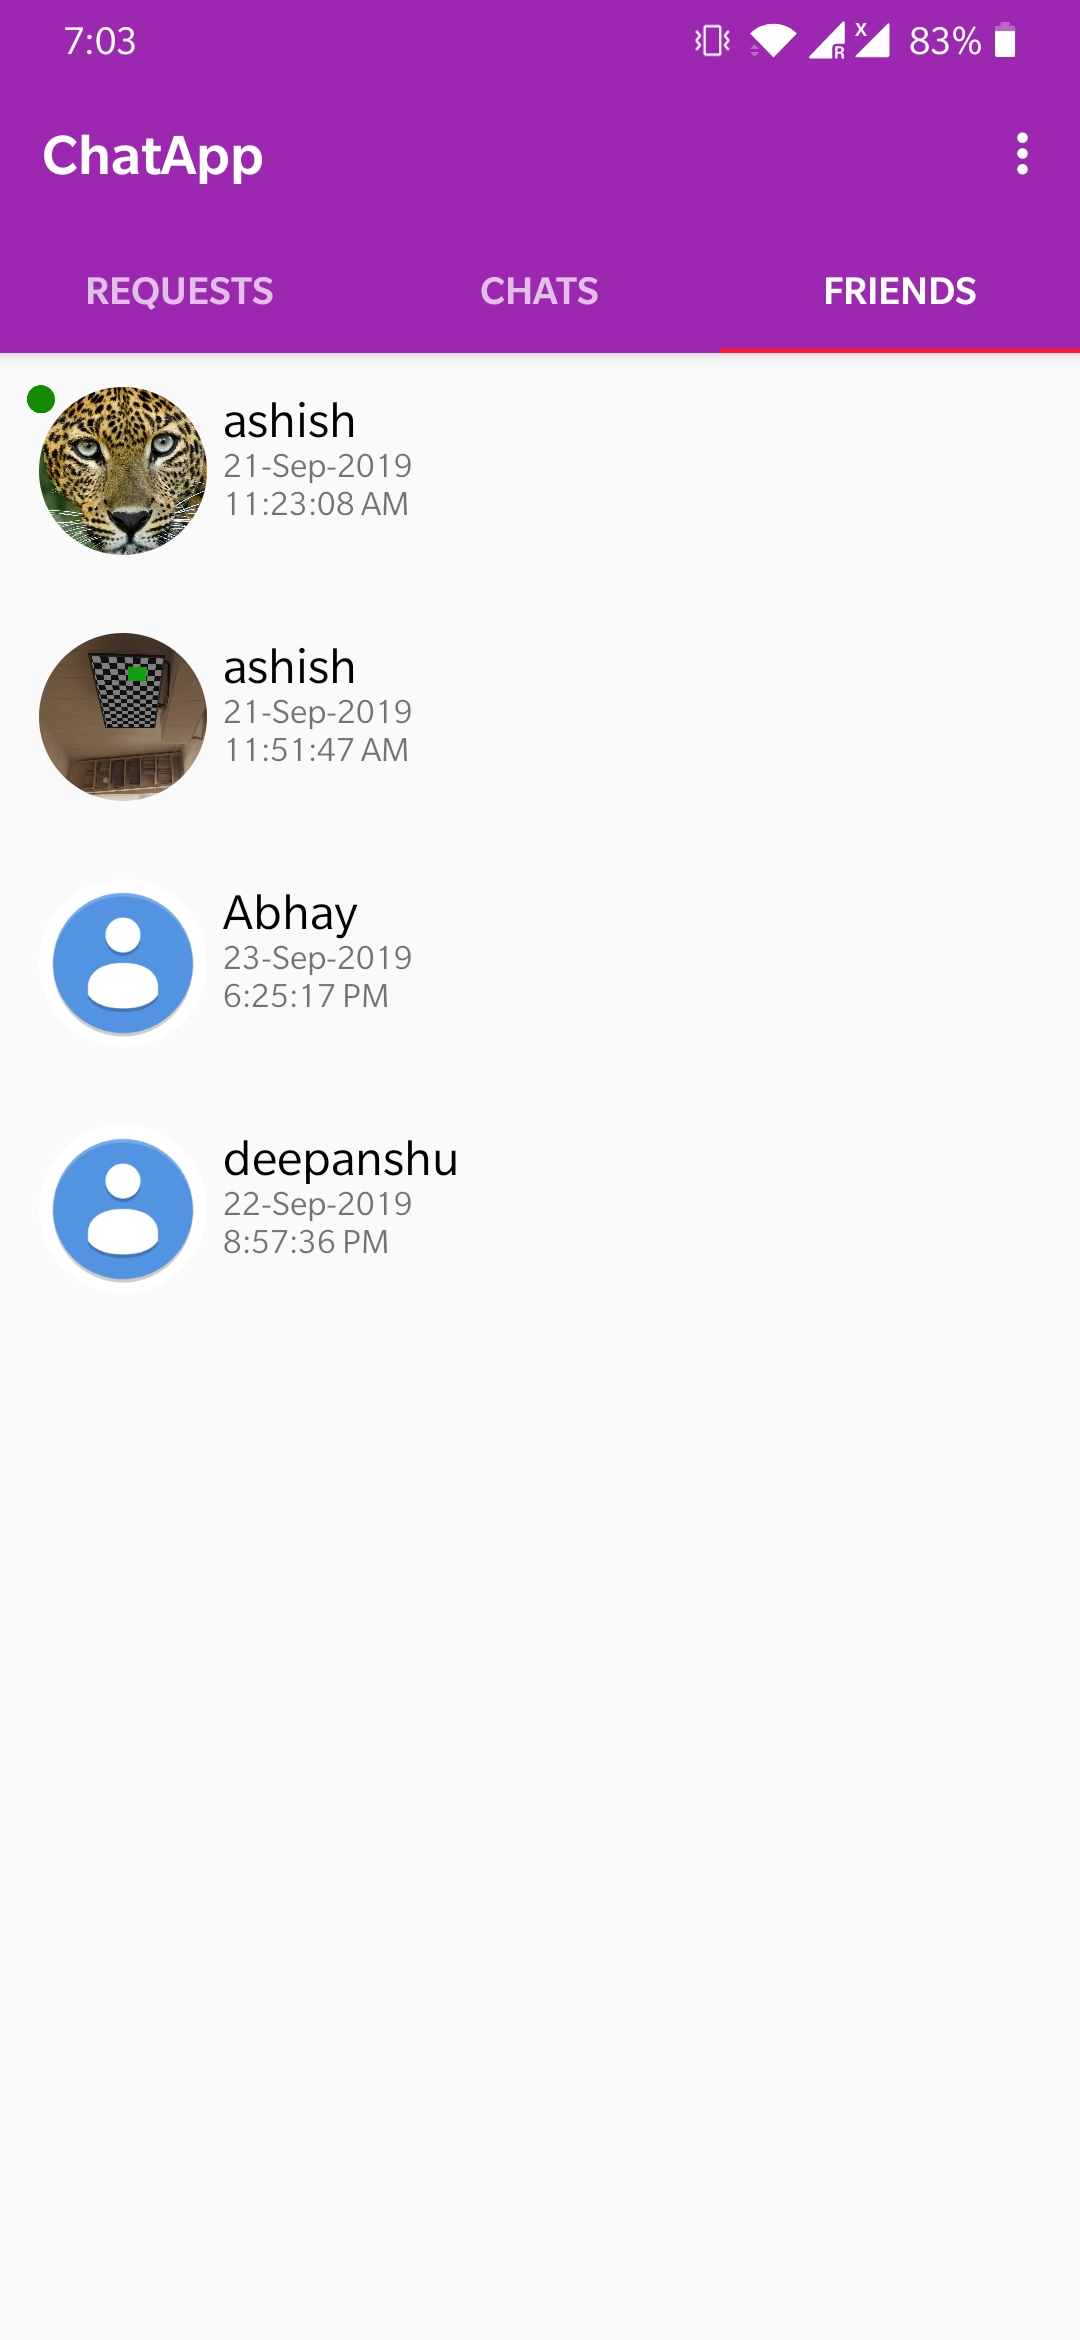 7:03
R
X
83%
ChatApp
REQUESTS
CHATS
FRIENDS
ashish
21-Sep-2019
11:23:08 AM
ashish
21-Sep-2019
11:51:47 AM
Abhay
23-Sep-2019
6:25:17 PM
deepanshu
22-Sep-2019
8:57:36 PM